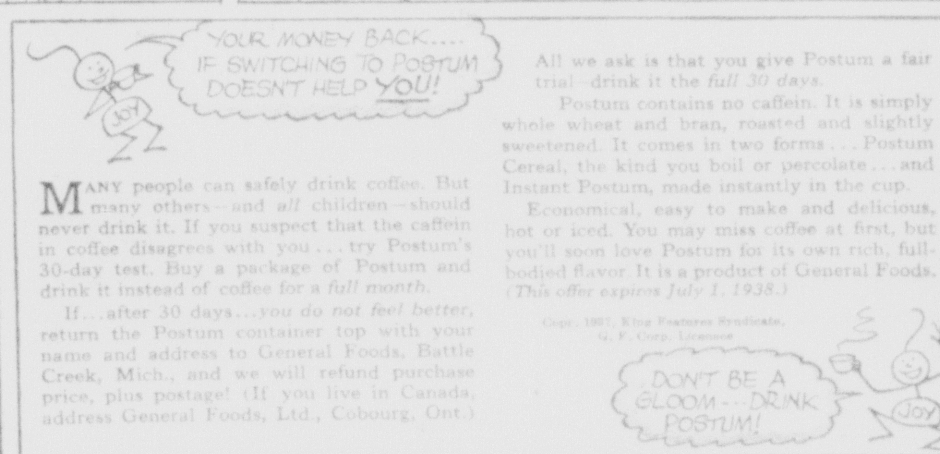 YOUR MONEY BACK....
IF SWITCHING TO POSTUM
DOESN'T HELP YOU!
JOY
MANY people can safely drink coffee. But
many others—and all children—should
never drink it. If you suspect that the caffein
in coffee disagrees with you...try Postum's
30-day test. Buy a package of Postum and
drink it instead of coffee for a full month.
If...after 30 days...you do not feel better,
return the Postum container top with your
name and address to General Foods, Battle
Creek, Mich., and we will refund purchase
price, plus postage! (If you live in Canada,
address General Foods, Ltd., Cobourg, Ont.)
All we ask is that you give Postum a fair
trial—drink it the full 30 days.
Postum contains no caffein. It is simply
whole wheat and bran, roasted and slightly
sweetened. It comes in two forms...Postum
Cereal, the kind you boil or percolate...and
Instant Postum, made instantly in the cup.
Economical, easy to make and delicious,
hot or iced. You may miss coffee at first, but
you'll soon love Postum for its own rich, full-
bodied flavor. It is a product of General Foods.
(This offer expires July 1, 1938.)
Copr. 1937, King Features Syndicate,
G. F. Corp. Licensee
DON'T BE A
GLOOM---DRINK
POSTUM!
JOY